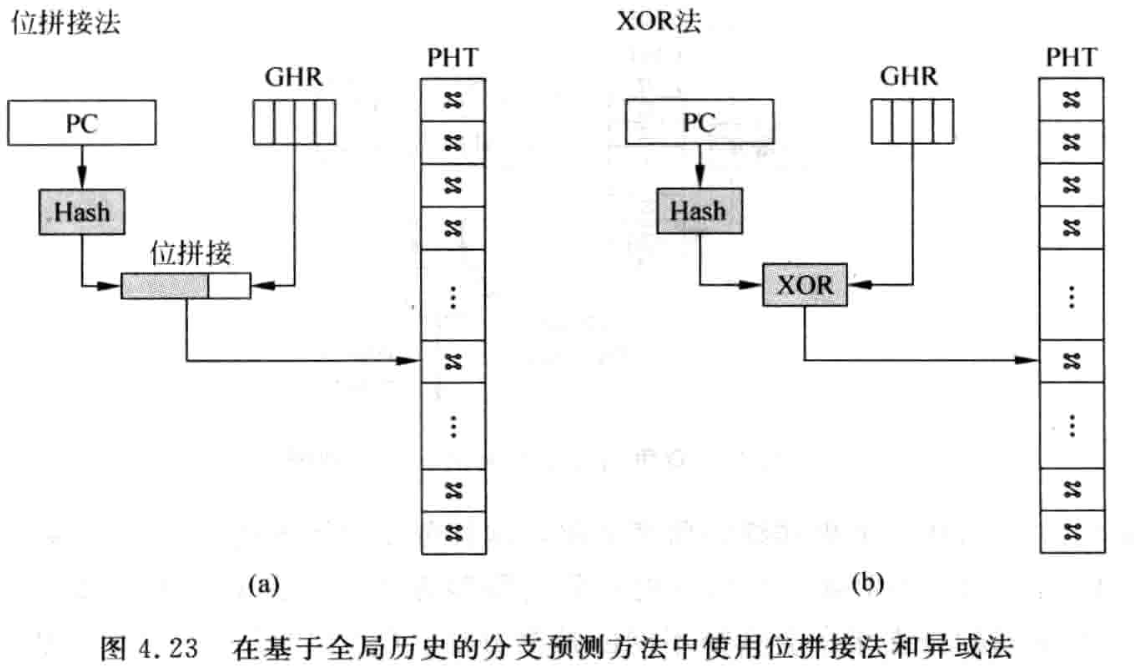 位拼接法
PHT
GHR
PC
Hash
位拼接
⋮
⋮
(a)
XOR法
PHT
GHR
PC
Hash
XOR
⋮
⋮
(b)
图 4.23 在基于全局历史的分支预测方法中使用位拼接法和异或法